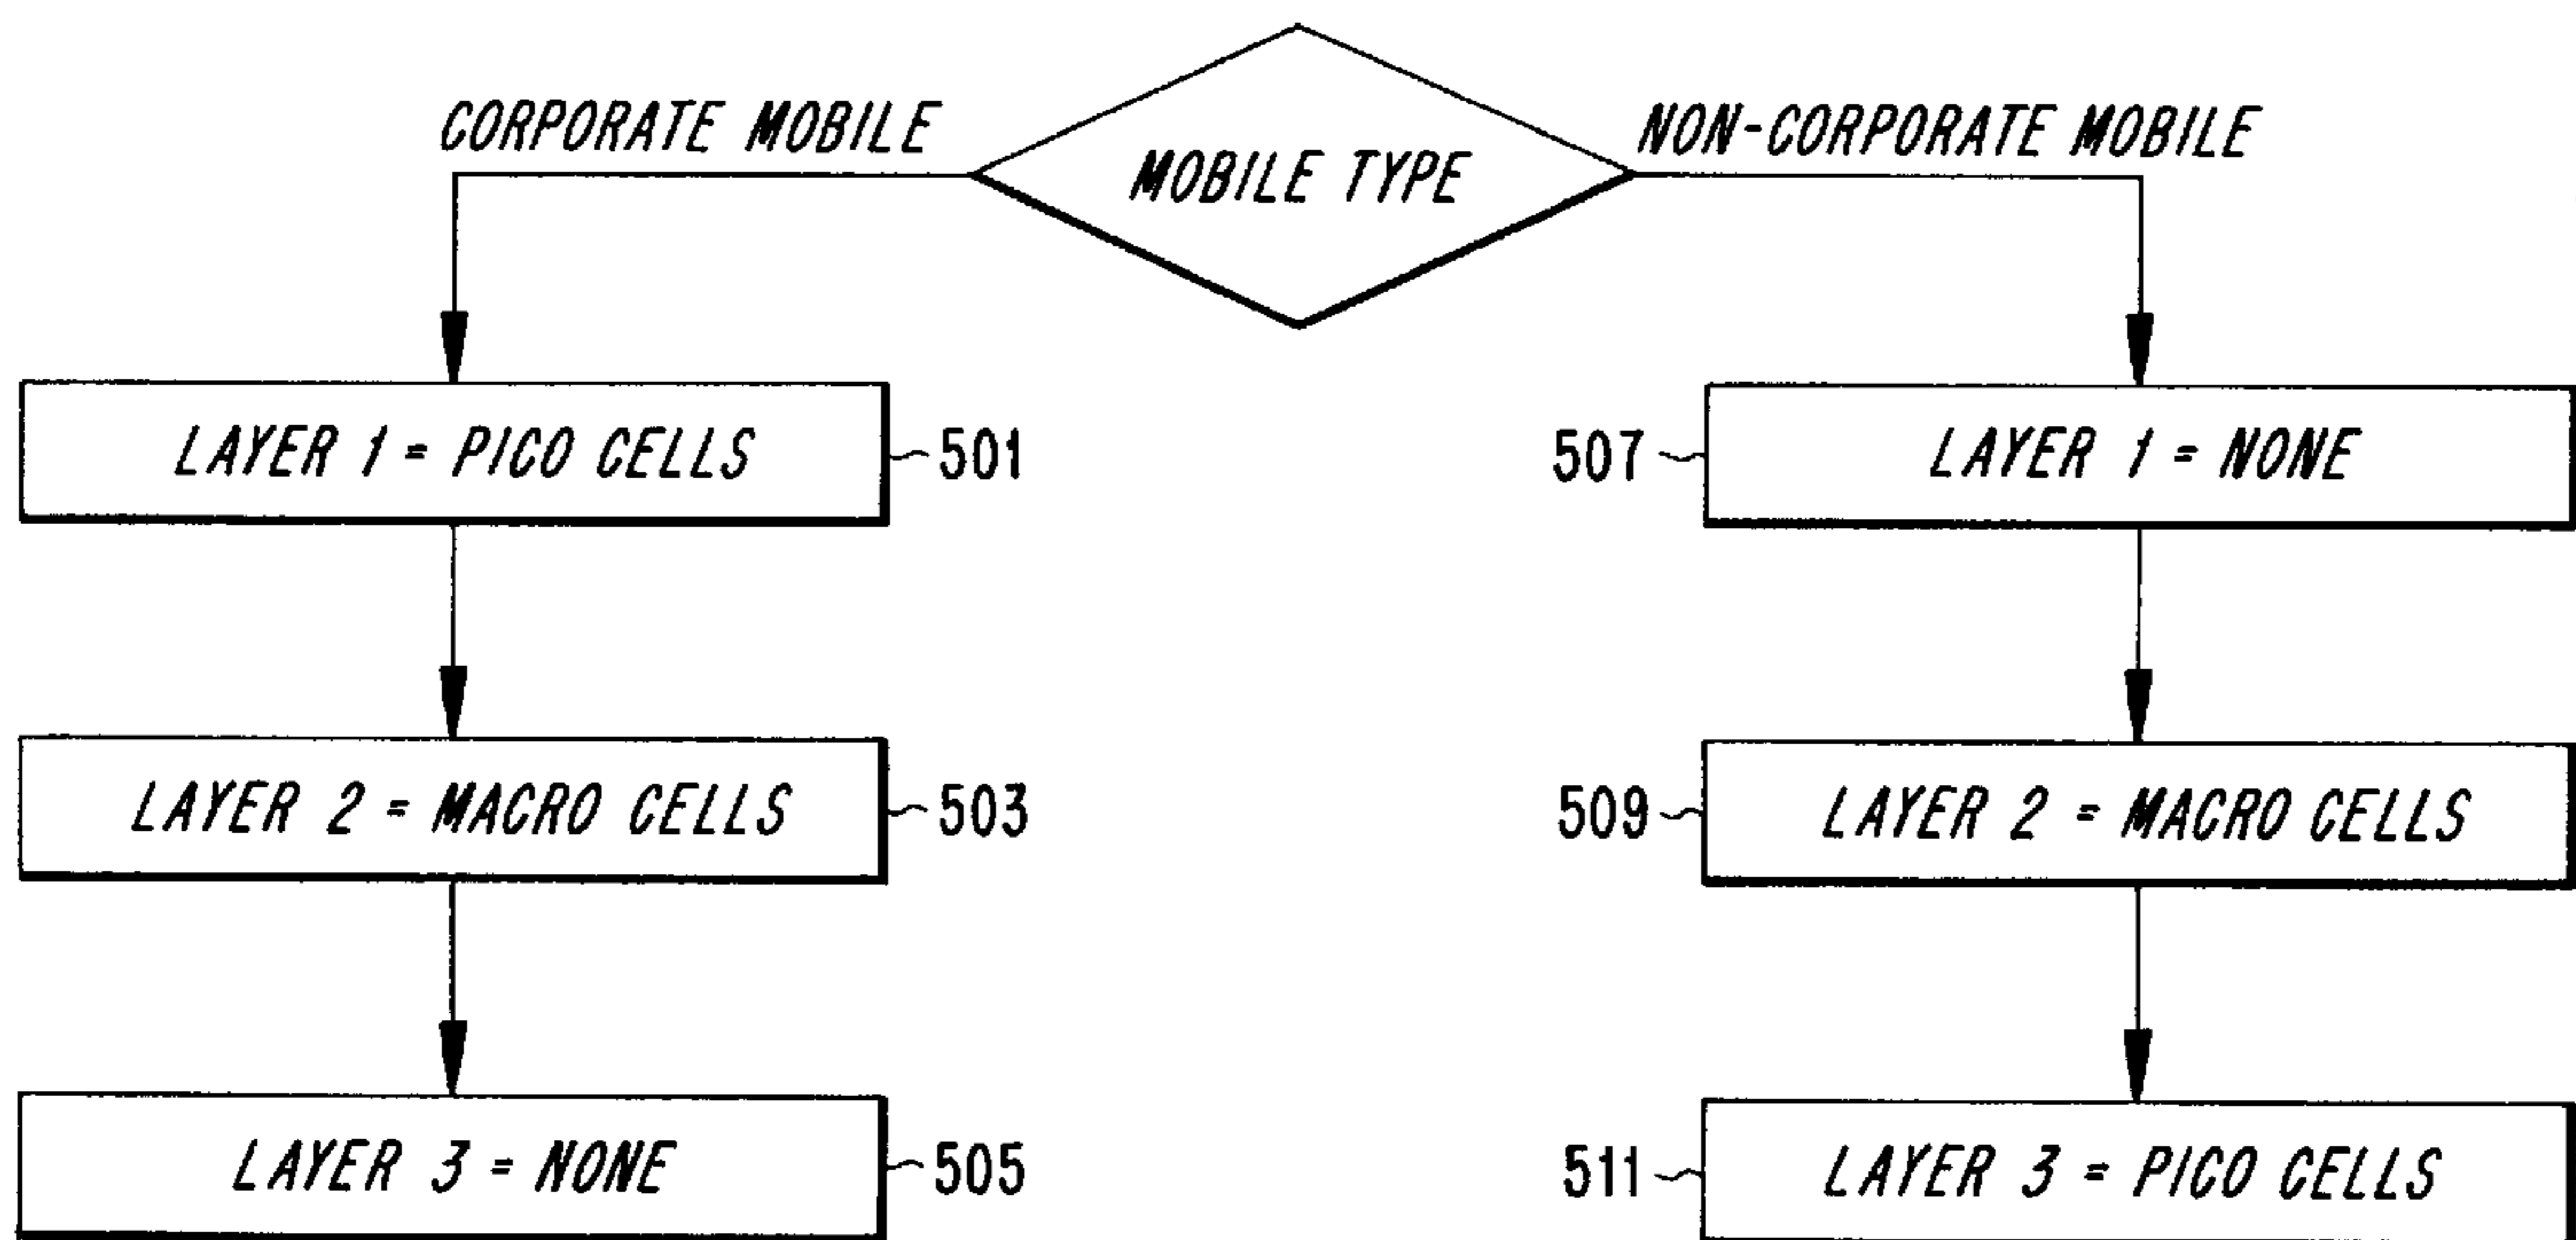 CORPORATE MOBILE
MOBILE TYPE
NON-CORPORATE MOBILE
LAYER 1 = PICO CELLS
501
507
LAYER 1 = NONE
LAYER 2 = MACRO CELLS
503
509
LAYER 2 = MACRO CELLS
LAYER 3 = NONE
505
511
LAYER 3 = PICO CELLS